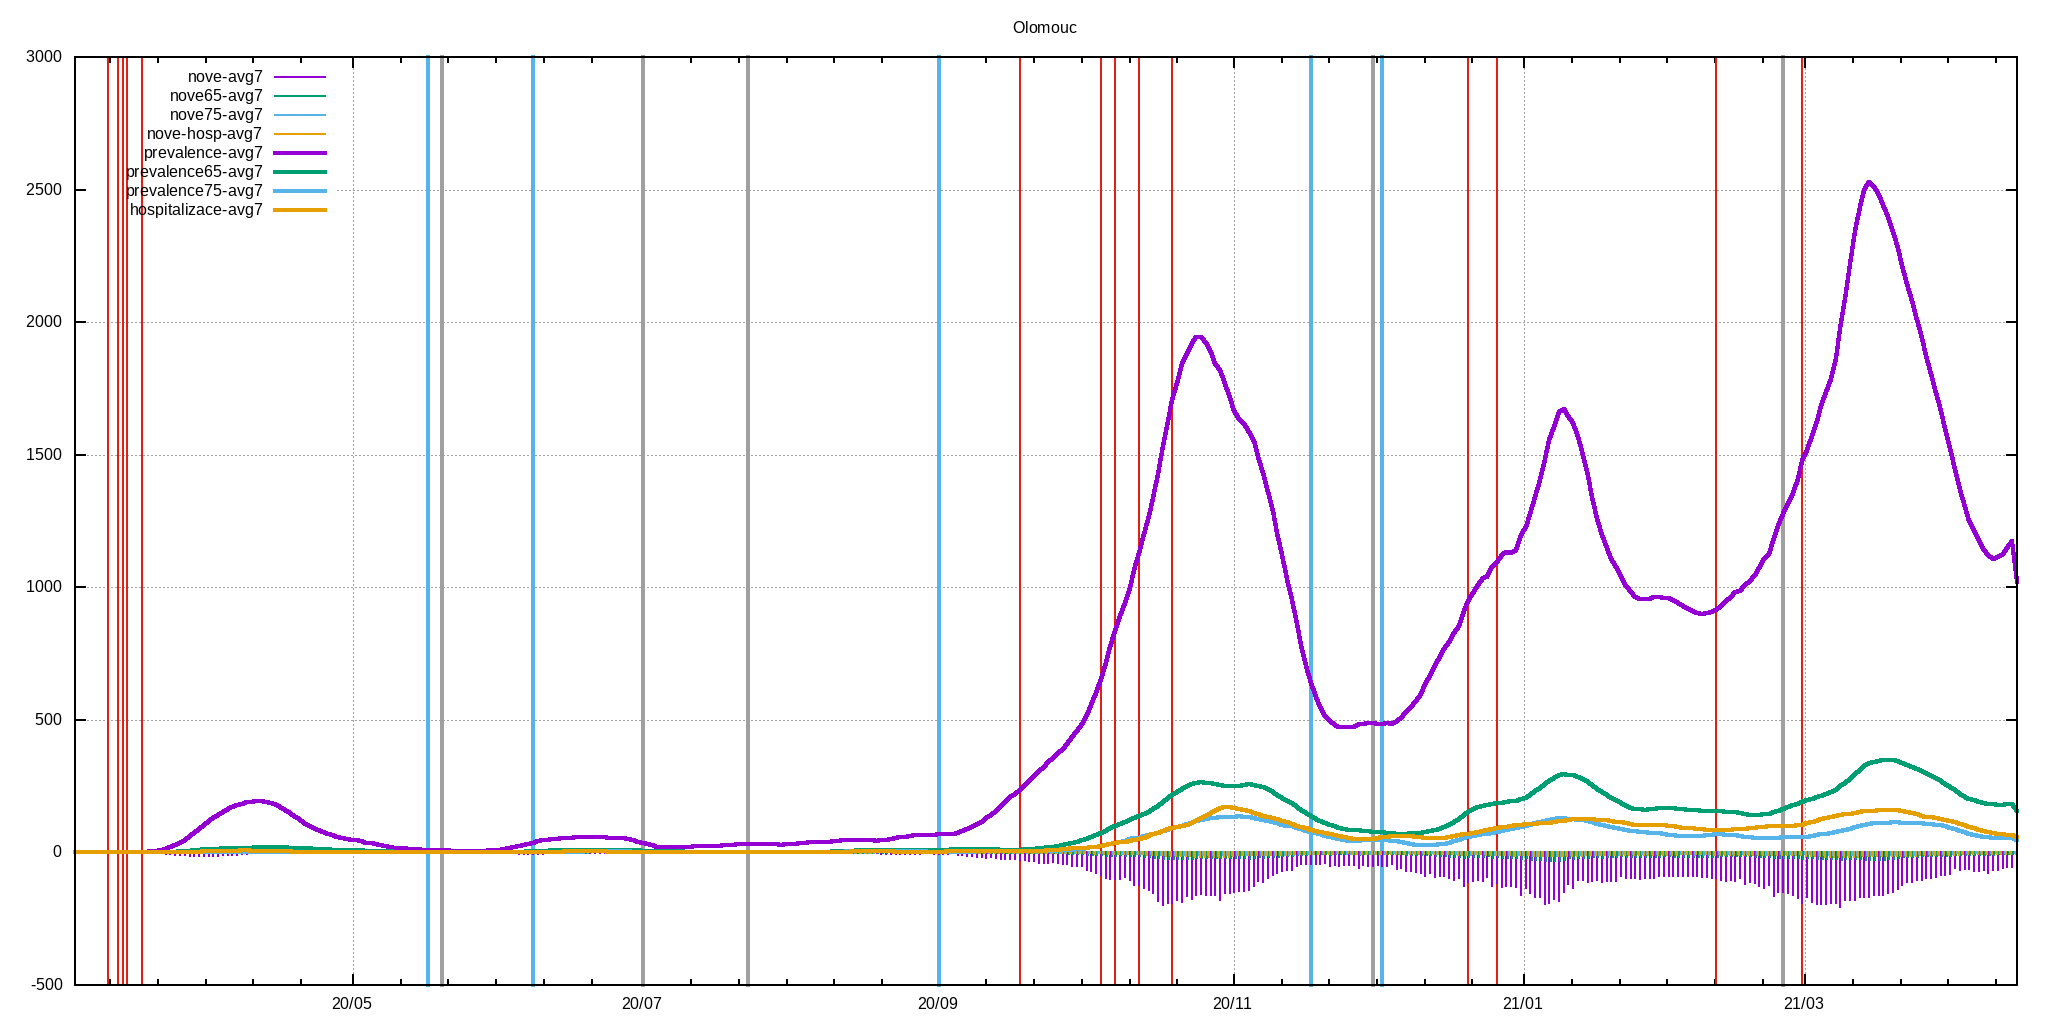 Olomouc
3000
2500
2000
1500
1000
500
0
-500
nove-avg7
nove65-avg7
nove75-avg7
nove-hosp-avg7
prevalence-avg7
prevalence65-avg7
prevalence75-avg7
hospitalizace-avg7
20/05
20/07
20/09
20/11
21/01
21/03